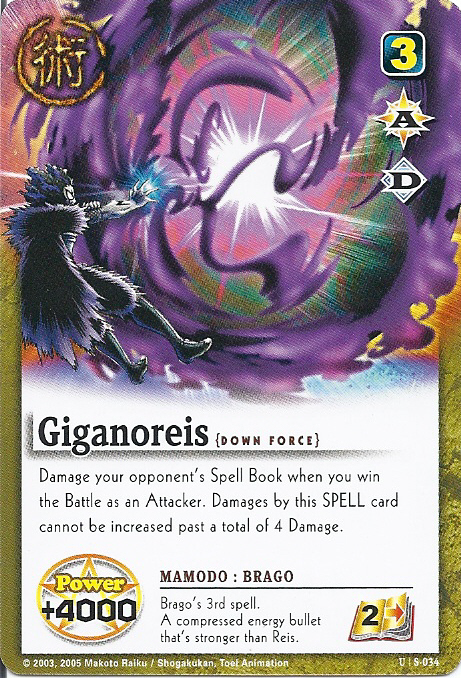 術
3
A
D
Giganoreis {DOWN FORCE}
Damage your opponent's Spell Book when you win
the Battle as an Attacker. Damages by this SPELL card
cannot be increased past a total of 4 Damage.
Power
+4000
MAMODO : BRAGO
Brago's 3rd spell.
A compressed energy bullet
that's stronger than Reis.
2
© 2003, 2005 Makoto Raiku / Shogakukan, Toei Animation
U | S-034